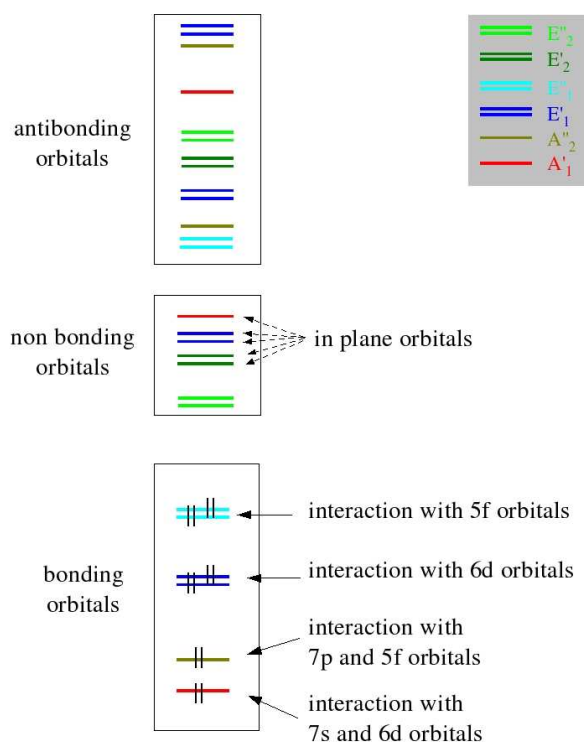 antibonding
orbitals
E''2
E'2
E''1
E'1
A''2
A'1
non bonding
orbitals
in plane orbitals
bonding
orbitals
interaction with 5f orbitals
interaction with 6d orbitals
interaction with
7p and 5f orbitals
interaction with
7s and 6d orbitals